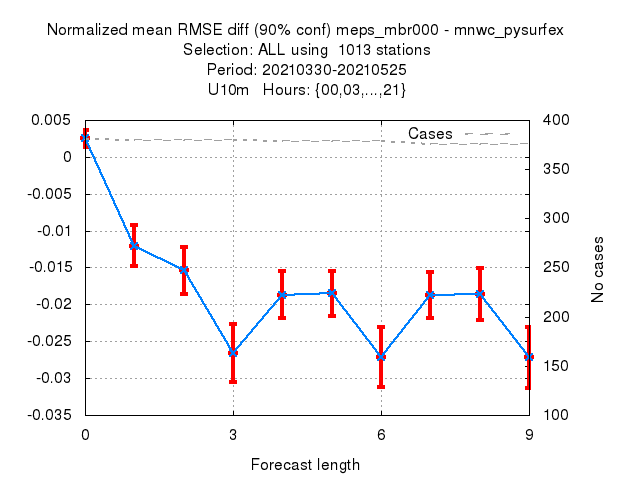 Normalized mean RMSE diff (90% conf) meps_mbr000 - mnwc_pysurfex
Selection: ALL using  1013 stations
Period: 20210330-20210525
U10m   Hours: {00,03,...,21}
Cases
0.005
0
-0.005
-0.01
-0.015
-0.02
-0.025
-0.03
-0.035
400
350
300
250
200
150
100
No cases
0 3 6 9
Forecast length